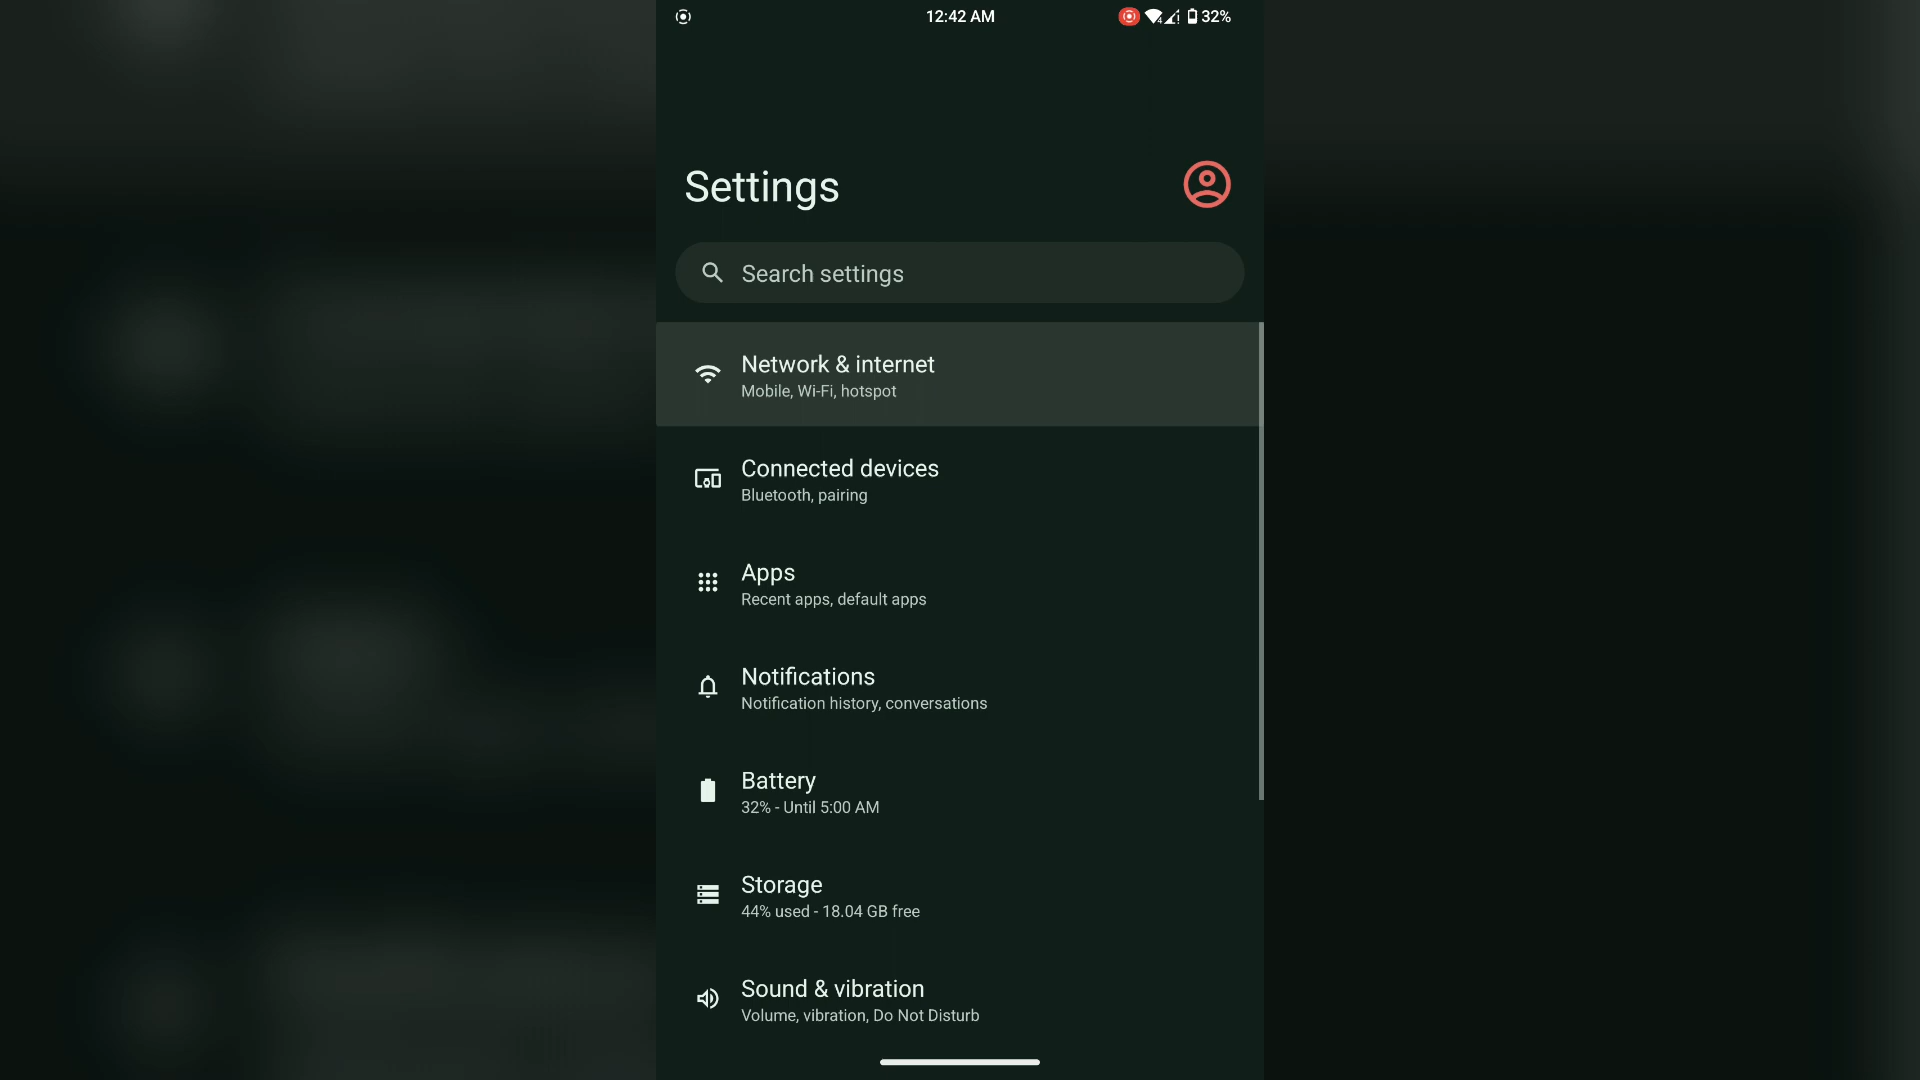 12:42 AM
32%
Settings
Search settings
Network & internet
Mobile, Wi-Fi, hotspot
Connected devices
Bluetooth, pairing
Apps
Recent apps, default apps
Notifications
Notification history, conversations
Battery
32% - Until 5:00 AM
Storage
44% used - 18.04 GB free
Sound & vibration
Volume, vibration, Do Not Disturb